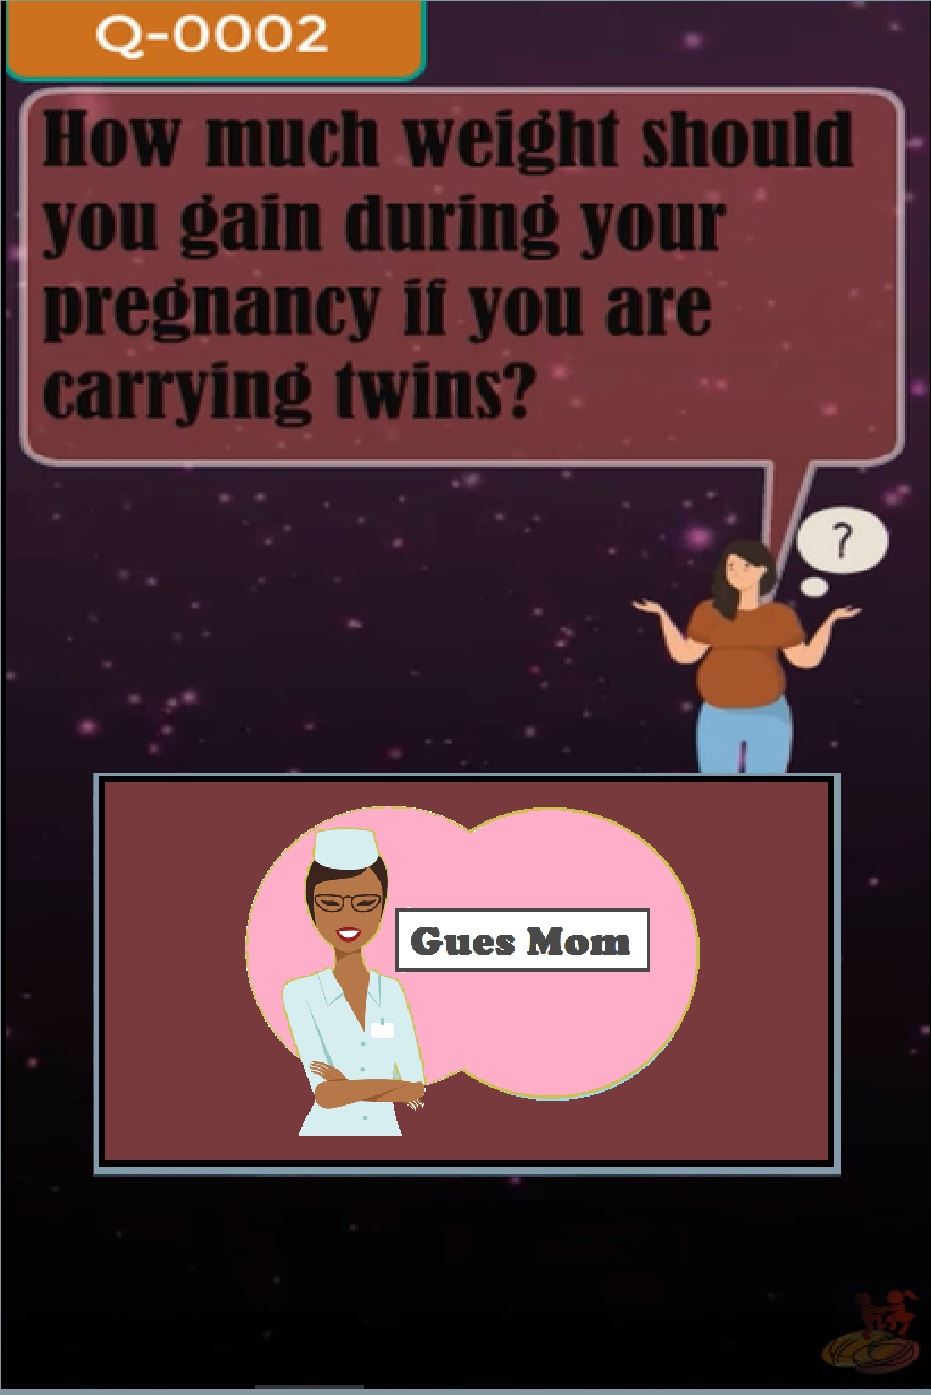 Q-0002
How much weight should
you gain during your
pregnancy if you are
carrying twins?
?
Gues Mom